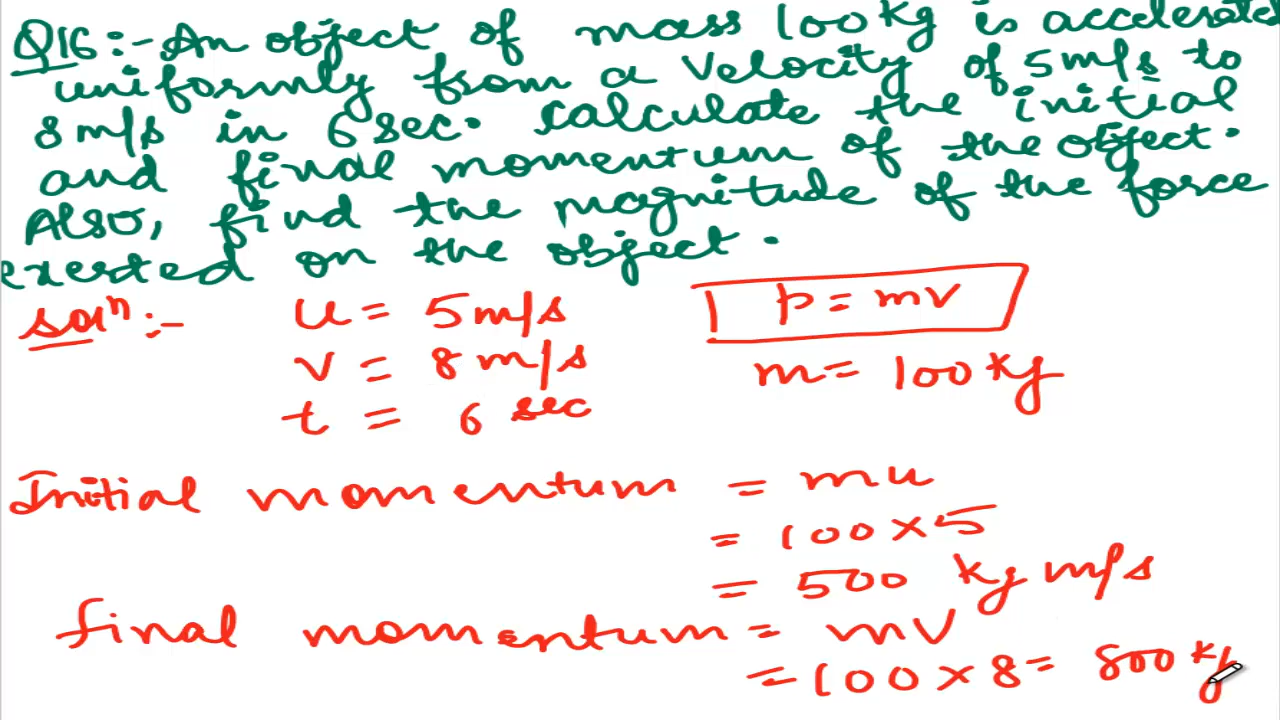 Q16:- An object of mass 100kg is accelerated
uniformly from a velocity of 5m/s to
8m/s in 6sec. calculate the initial
and final momentum of the object.
Also, find the magnitude of the force
exerted on the object.
soln:- u = 5m/s p = mv
v = 8m/s m = 100kg
t = 6 sec
Initial momentum = mu
= 100×5
= 500 kg m/s
final momentum = mv
= 100 × 8 = 800 kg